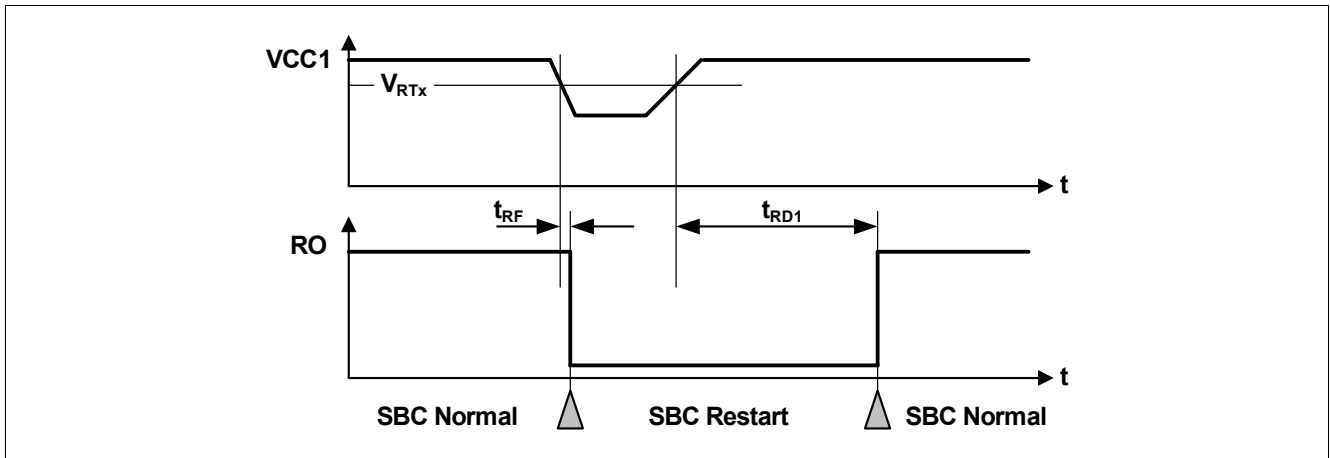 VCC1
VRTx
t
tRF
tRD1
RO
t
SBC Normal
SBC Restart
SBC Normal